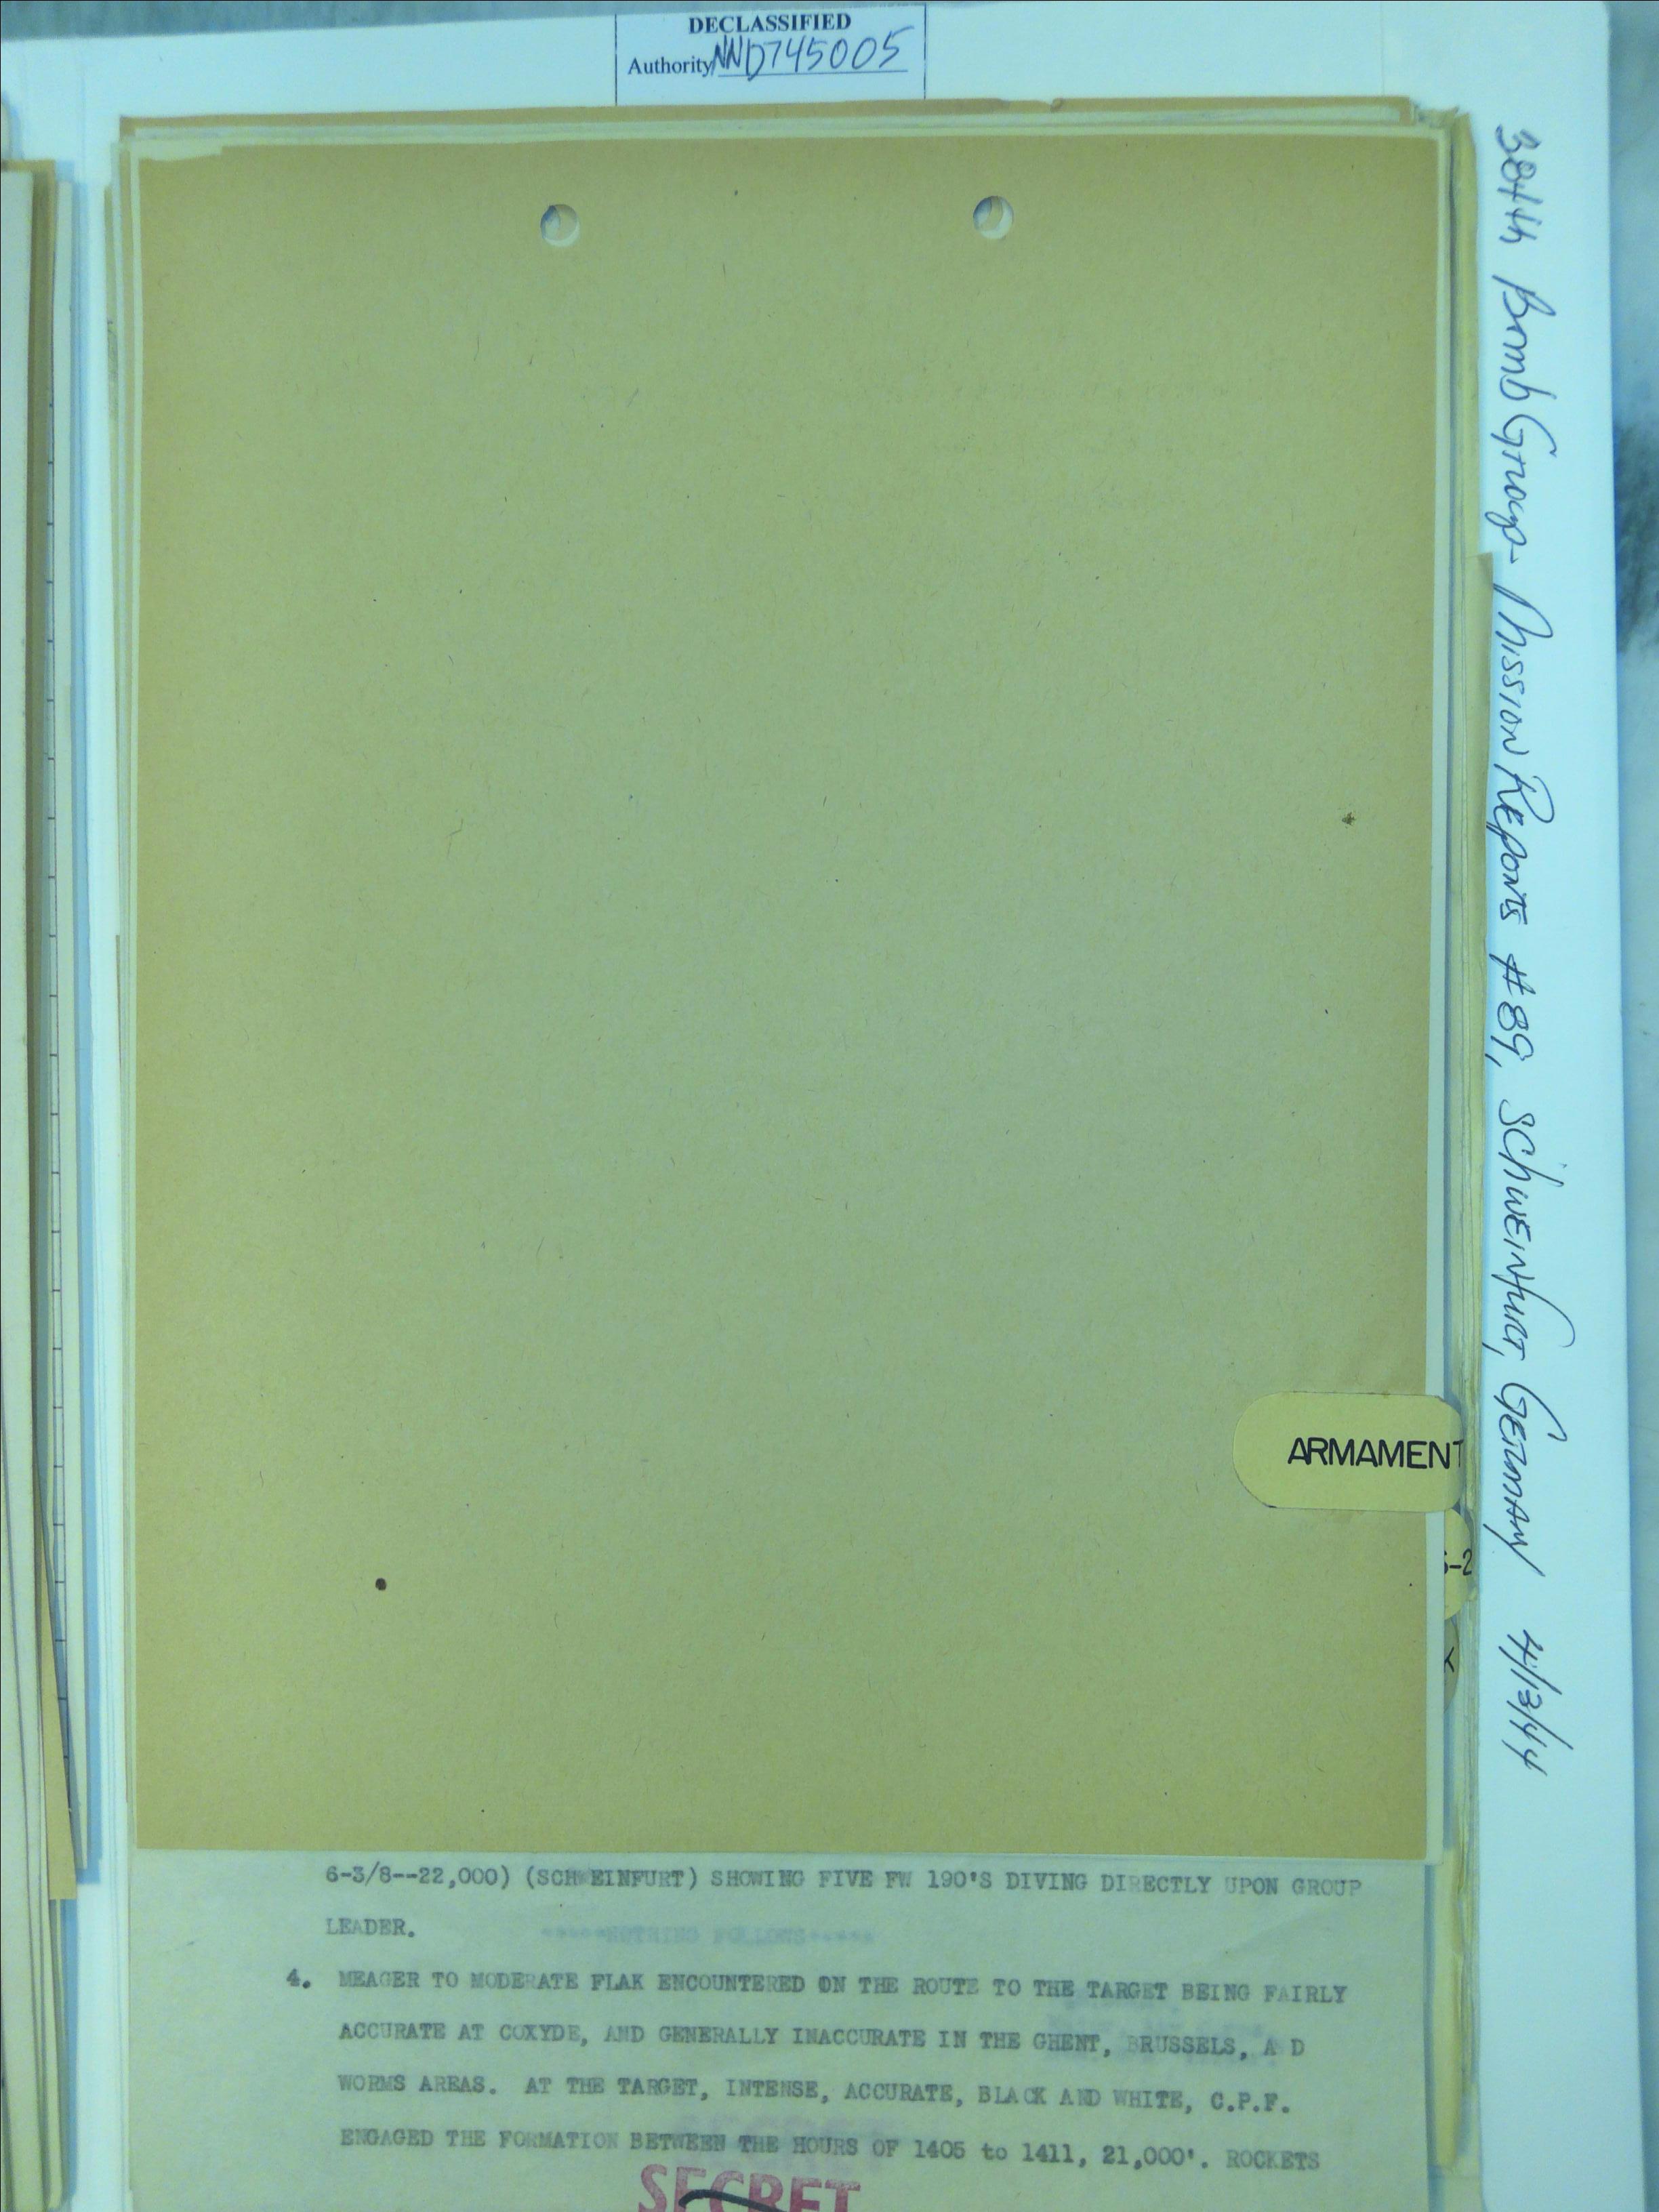 DECLASSIFIED
Authority NND745005
384th Bomb Group - Mission Reports #89, Schweinfurt, Germany 4/13/44
ARMAMENT
-2
6-3/8--22,000) (SCHWEINFURT) SHOWING FIVE FW 190'S DIVING DIRECTLY UPON GROUP
LEADER.
*****NOTHING FOLLOWS*****
4. MEAGER TO MODERATE FLAK ENCOUNTERED ON THE ROUTE TO THE TARGET BEING FAIRLY
ACCURATE AT COXYDE, AND GENERALLY INACCURATE IN THE GHENT, BRUSSELS, A D
WORMS AREAS. AT THE TARGET, INTENSE, ACCURATE, BLACK AND WHITE, C.P.F.
ENGAGED THE FORMATION BETWEEN THE HOURS OF 1405 to 1411, 21,000'. ROCKETS
SECRET